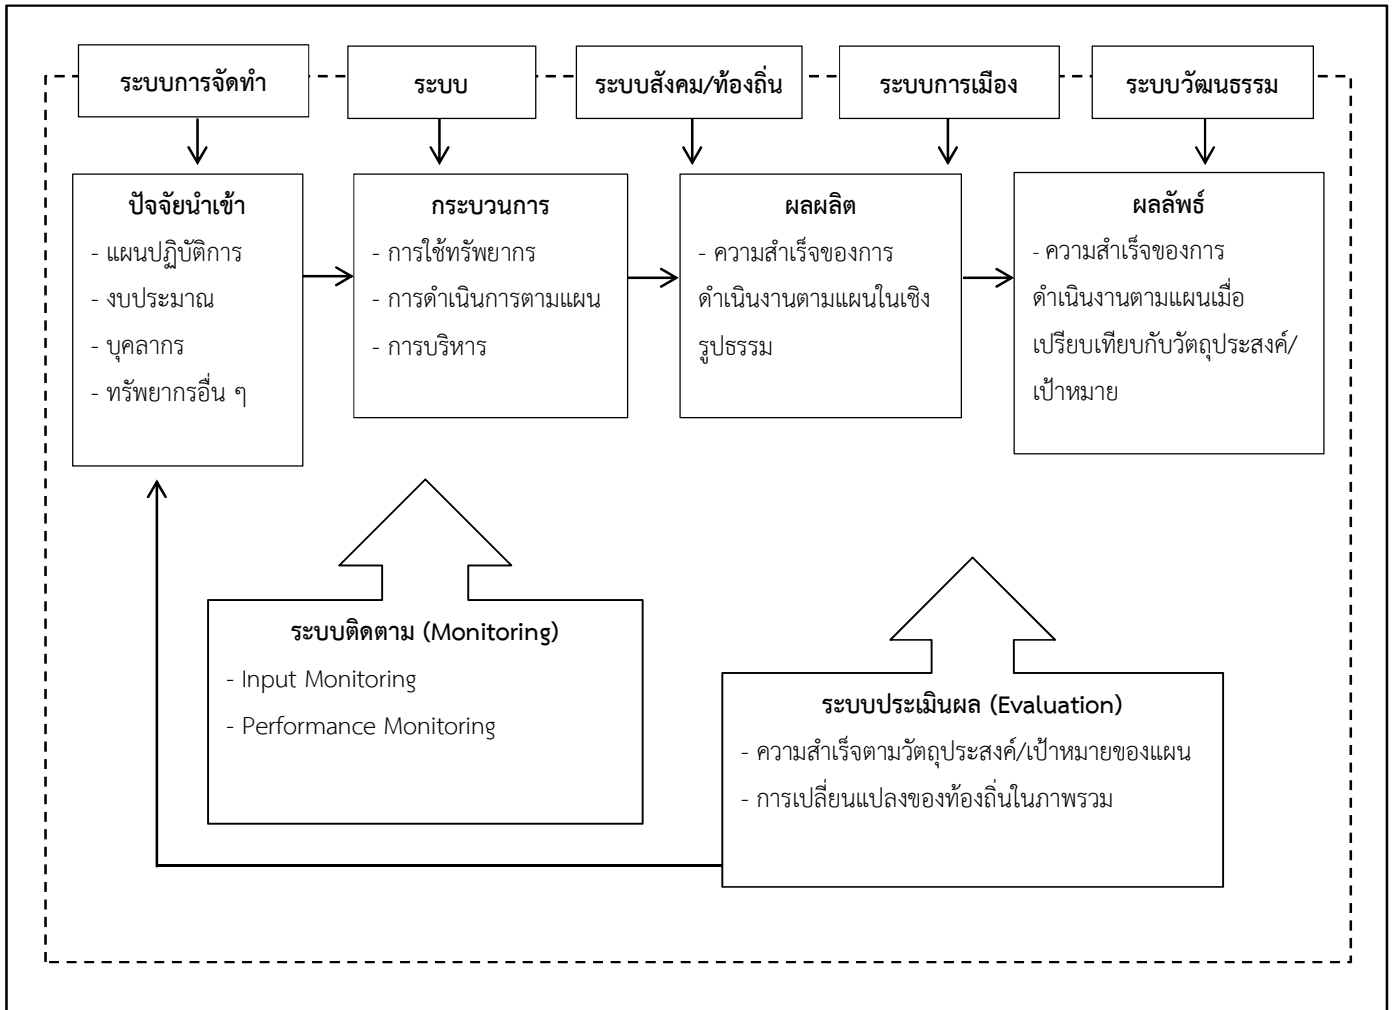 ระบบการจัดทำ
ระบบ
ระบบสังคม/ท้องถิ่น
ระบบการเมือง
ระบบวัฒนธรรม
ปัจจัยนำเข้า
- แผนปฏิบัติการ
- งบประมาณ
- บุคลากร
- ทรัพยากรอื่น ๆ
กระบวนการ
- การใช้ทรัพยากร
- การดำเนินการตามแผน
- การบริหาร
ผลผลิต
- ความสำเร็จของการ
ดำเนินงานตามแผนในเชิง
รูปธรรม
ผลลัพธ์
- ความสำเร็จของการ
ดำเนินงานตามแผนเมื่อ
เปรียบเทียบกับวัตถุประสงค์/
เป้าหมาย
ระบบติดตาม (Monitoring)
- Input Monitoring
- Performance Monitoring
ระบบประเมินผล (Evaluation)
- ความสำเร็จตามวัตถุประสงค์/เป้าหมายของแผน
- การเปลี่ยนแปลงของท้องถิ่นในภาพรวม